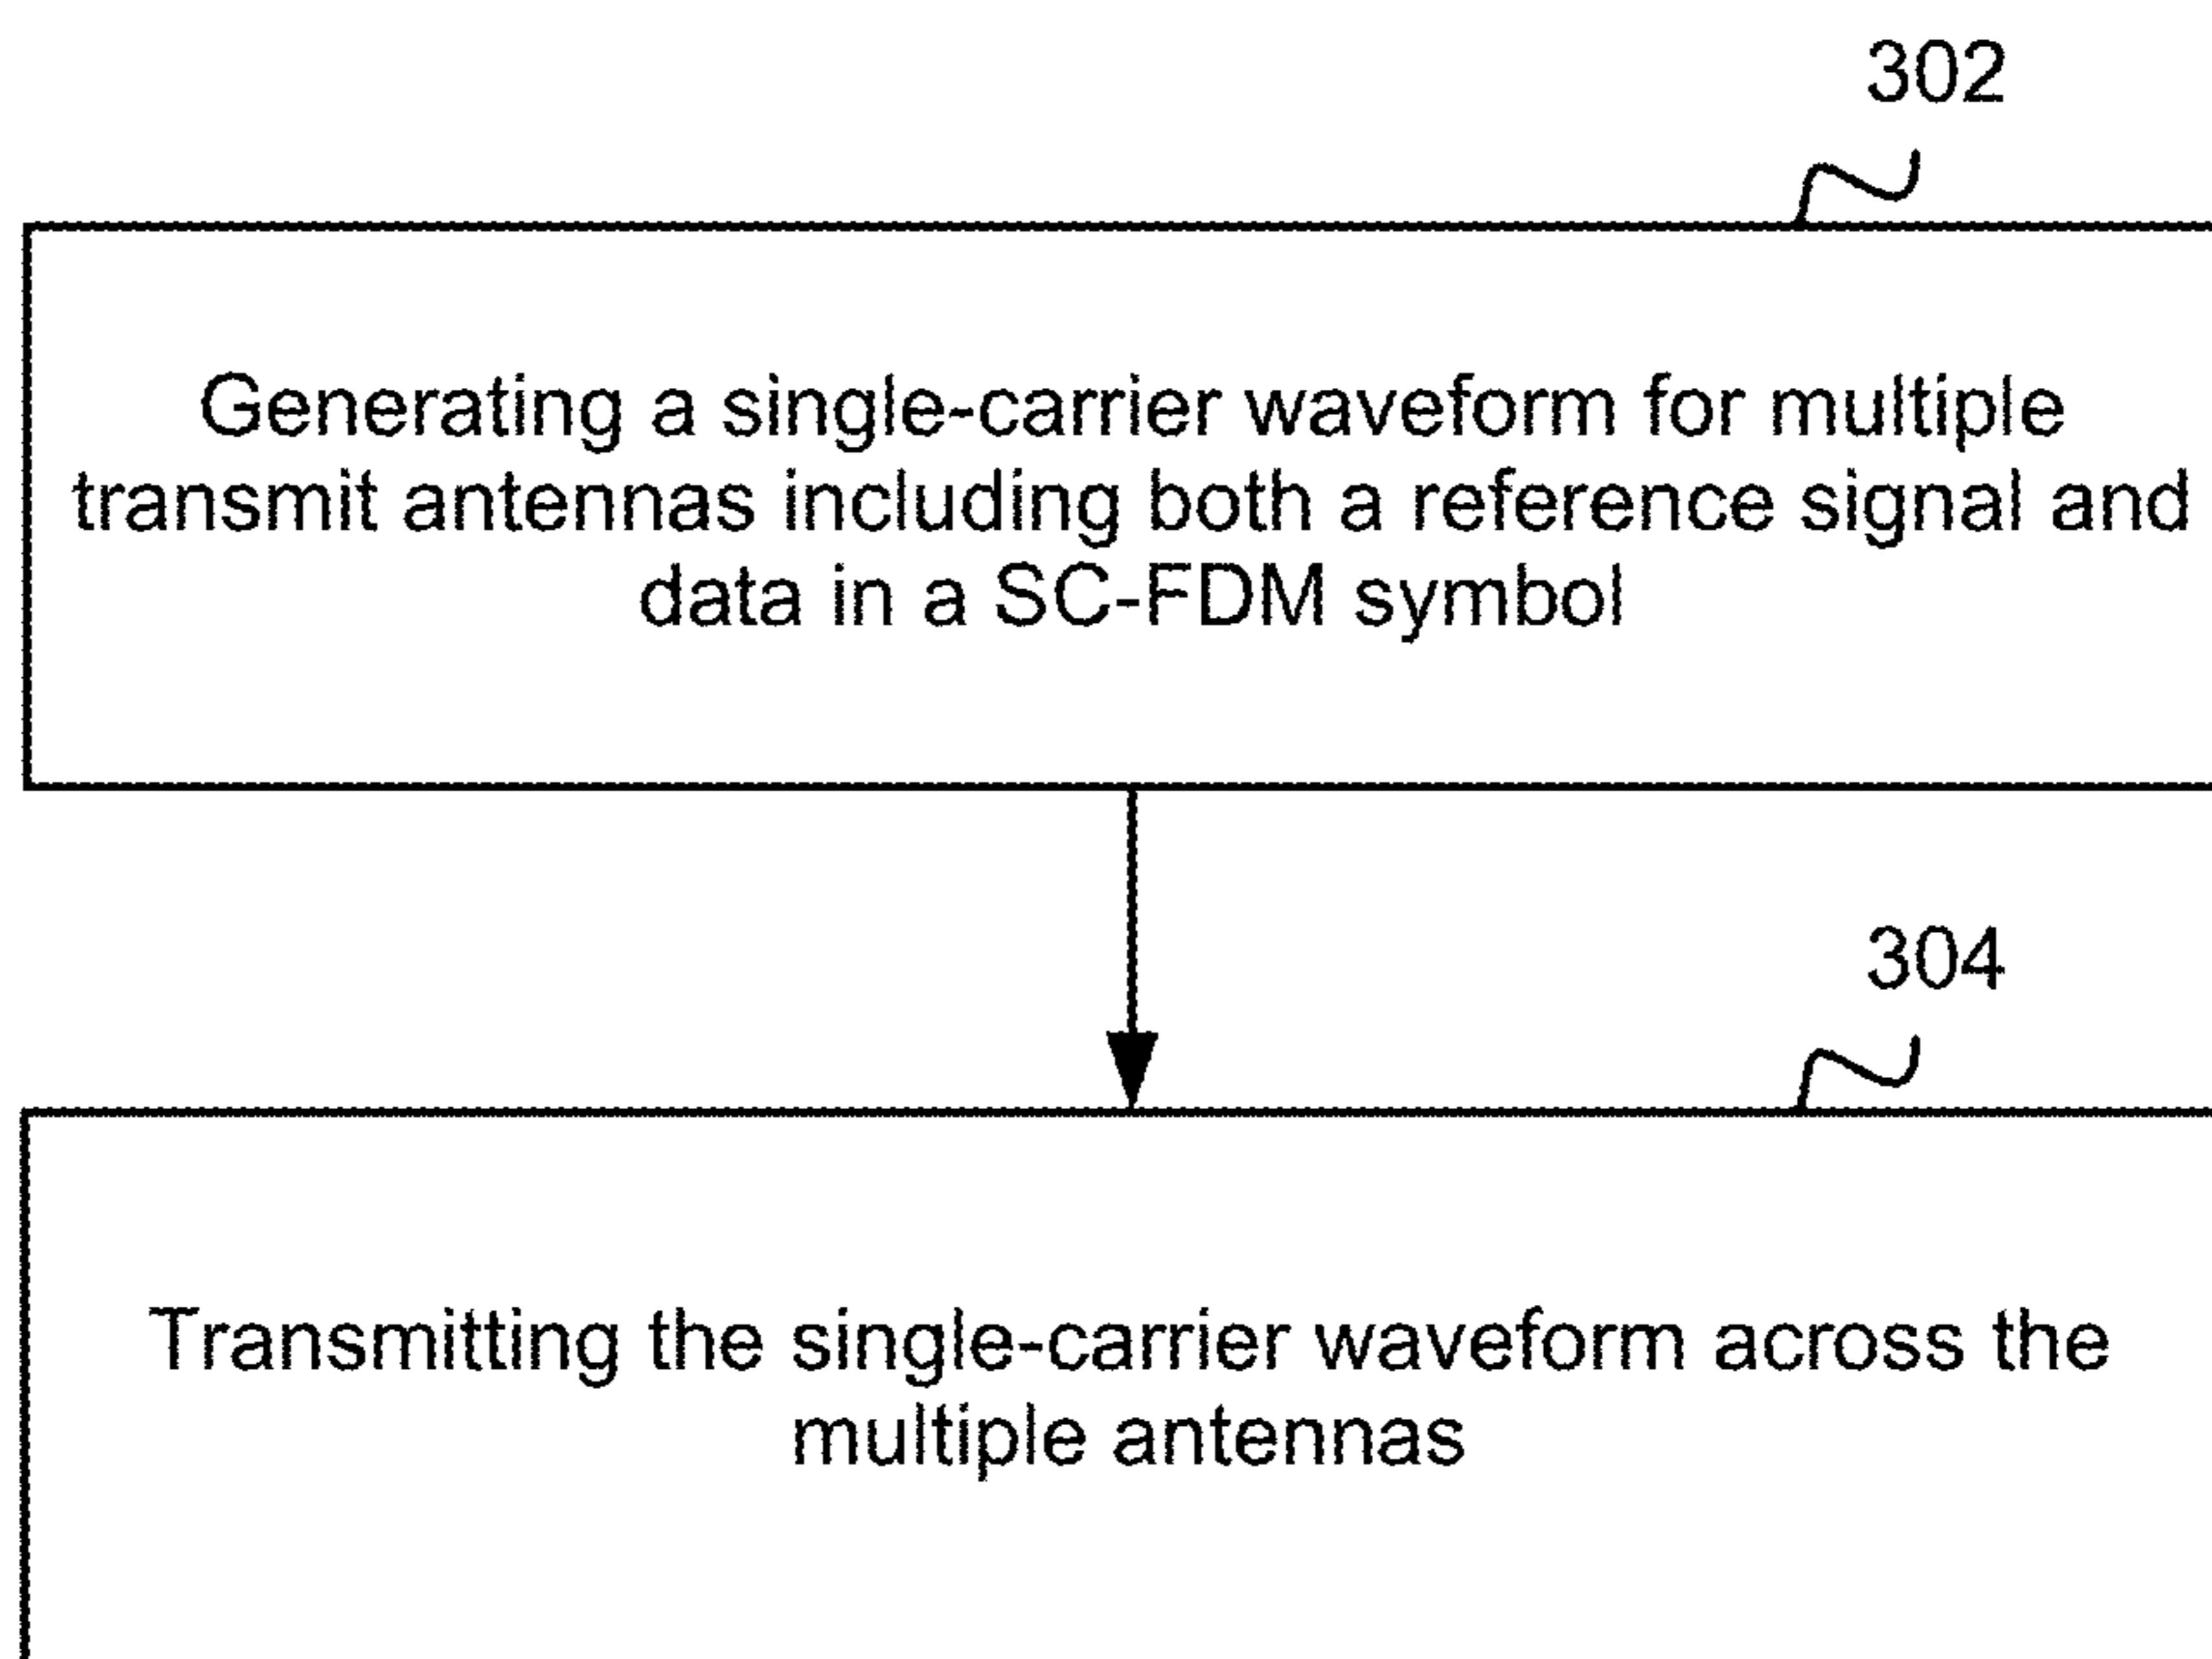 302
Generating a single-carrier waveform for multiple
transmit antennas including both a reference signal and
data in a SC-FDM symbol
304
Transmitting the single-carrier waveform across the
multiple antennas